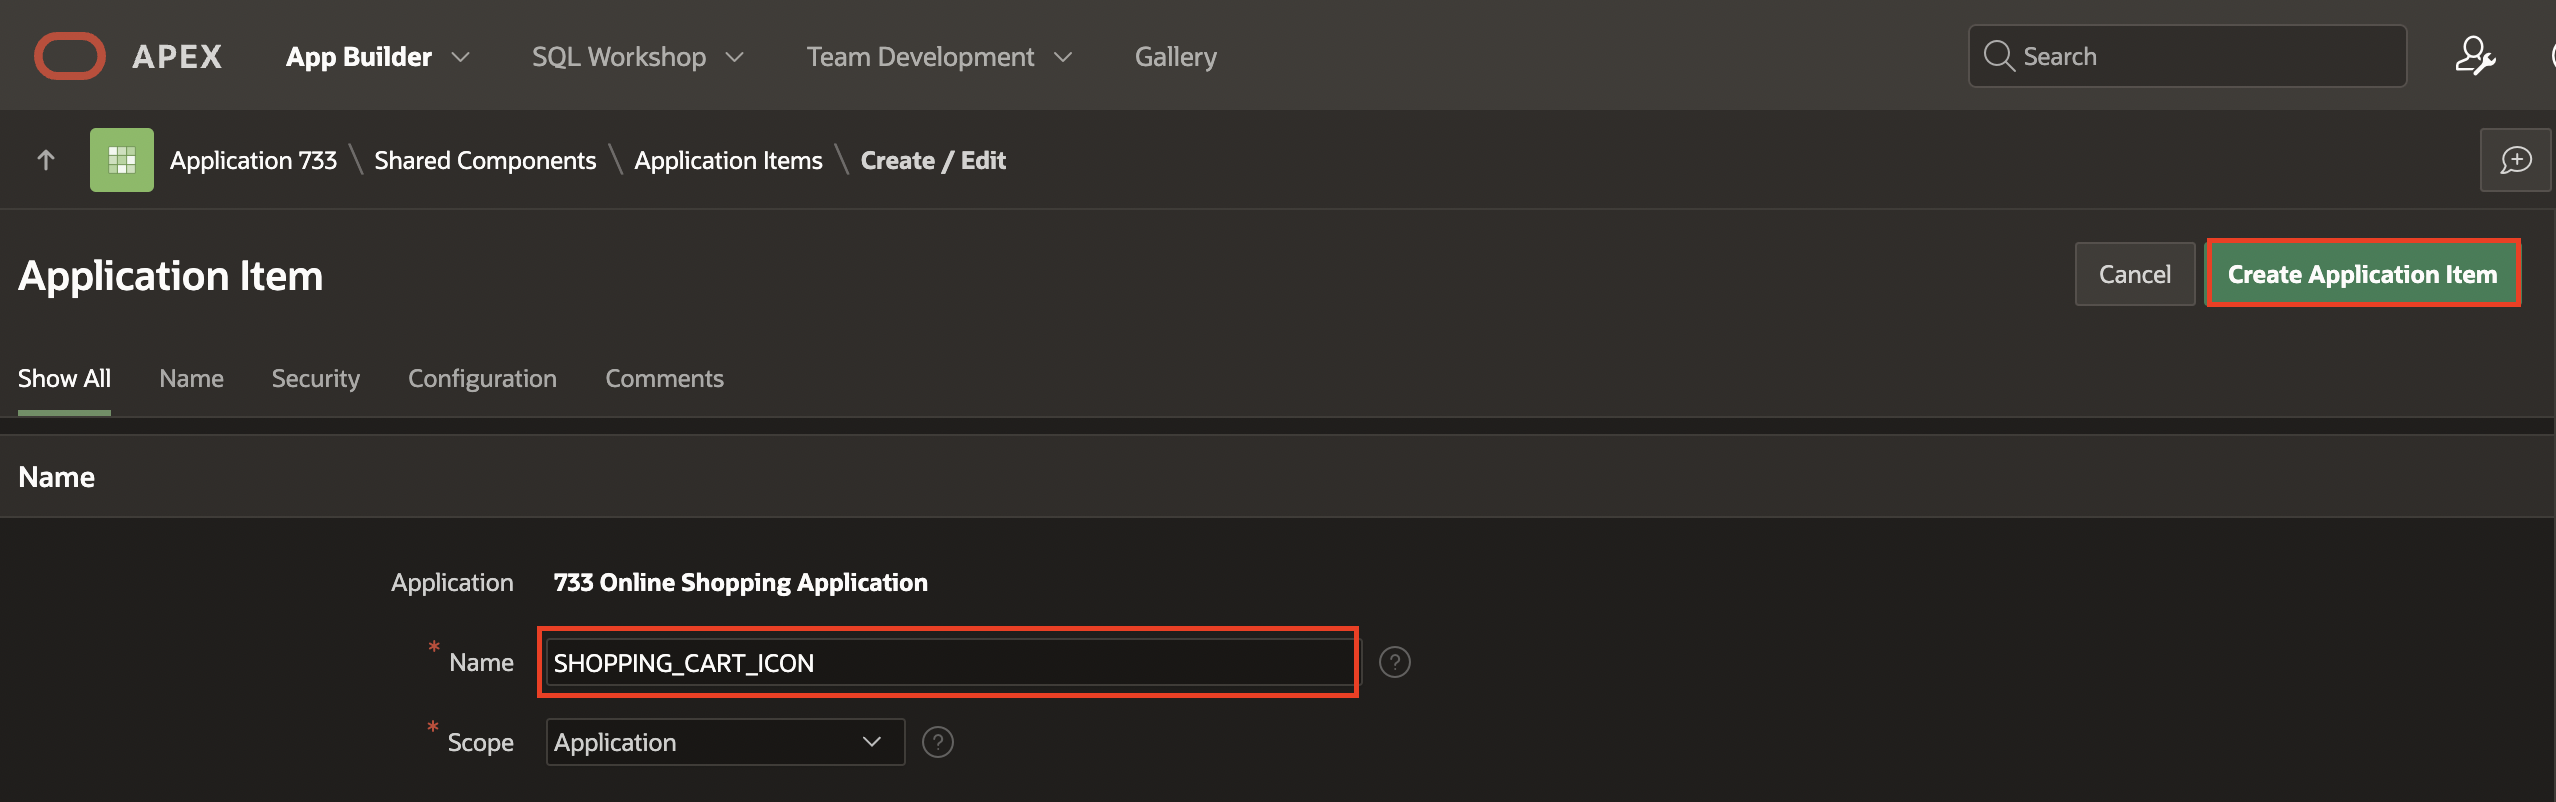 APEX App Builder SQL Workshop Team Development Gallery Search
Application 733 \ Shared Components \ Application Items \ Create / Edit
Application Item Cancel Create Application Item
Show All Name Security Configuration Comments
Name
Application 733 Online Shopping Application
* Name SHOPPING_CART_ICON ?
* Scope Application ?